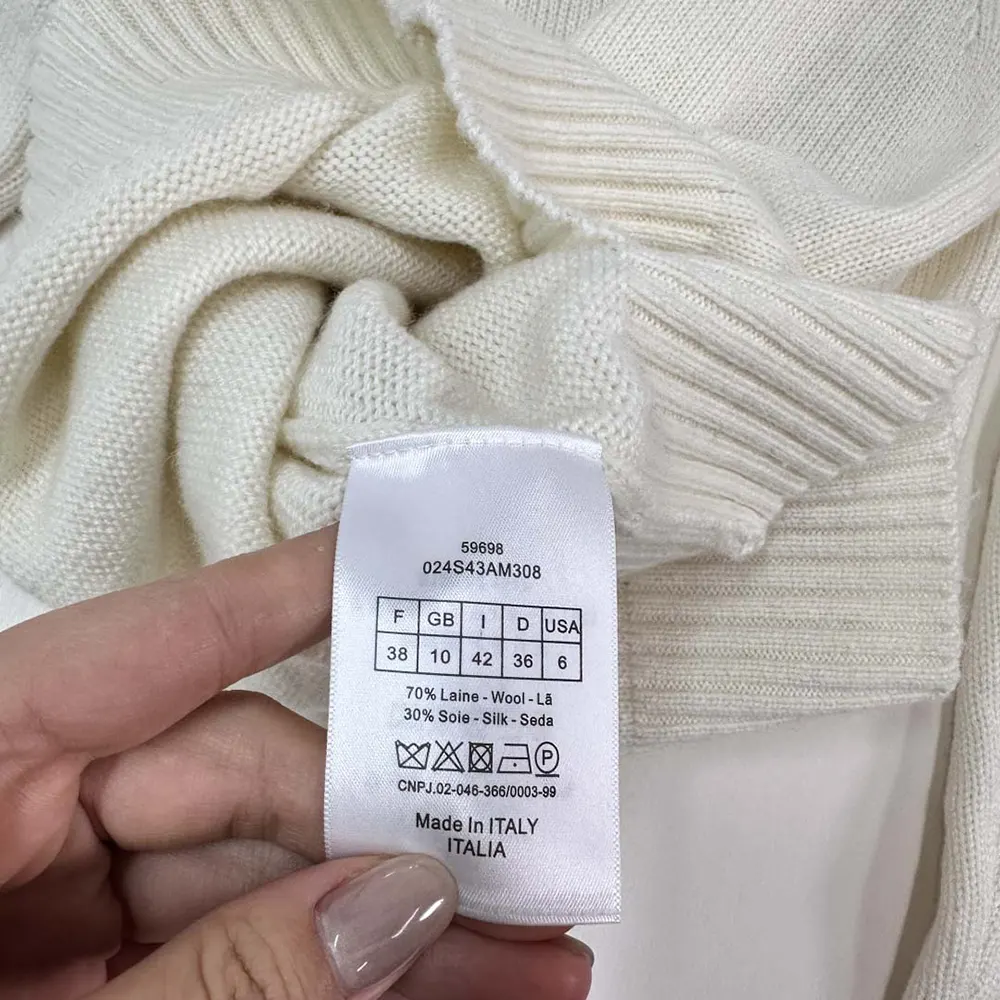 59698
024S43AM308
F GB I D USA
38 10 42 36 6
70% Laine - Wool - Lã
30% Soie - Silk - Seda
P
CNPJ.02-046-366/0003-99
Made In ITALY
ITALIA